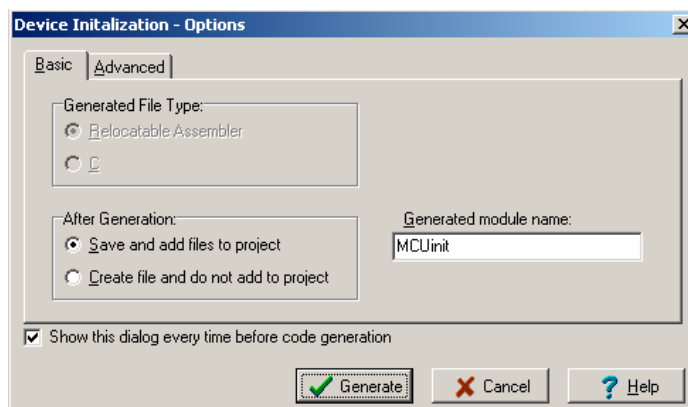 Device Initalization - Options
Basic
Advanced
Generated File Type:
Relocatable Assembler
C
After Generation:
Save and add files to project
Create file and do not add to project
Generated module name:
MCUinit
Show this dialog every time before code generation
Generate
Cancel
Help